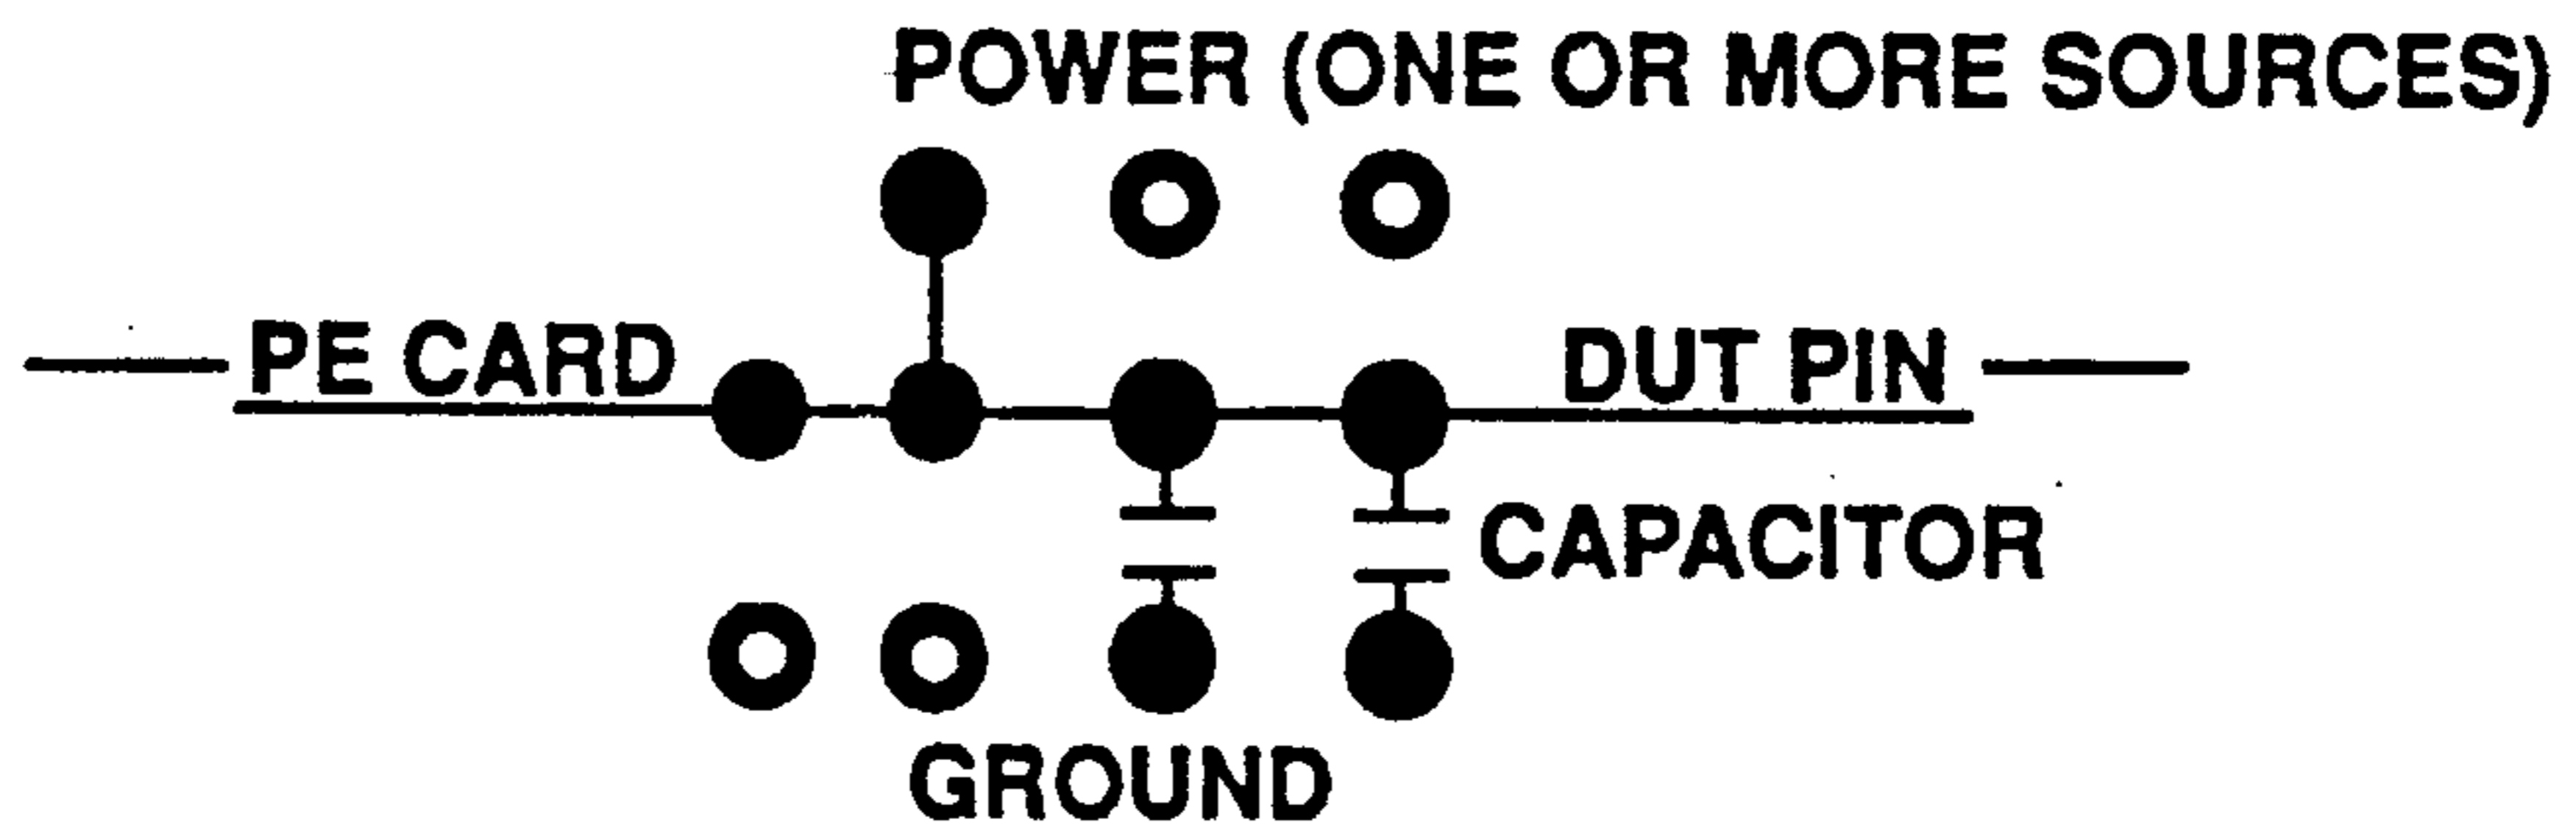 POWER (ONE OR MORE SOURCES)
PE CARD
DUT PIN
CAPACITOR
GROUND